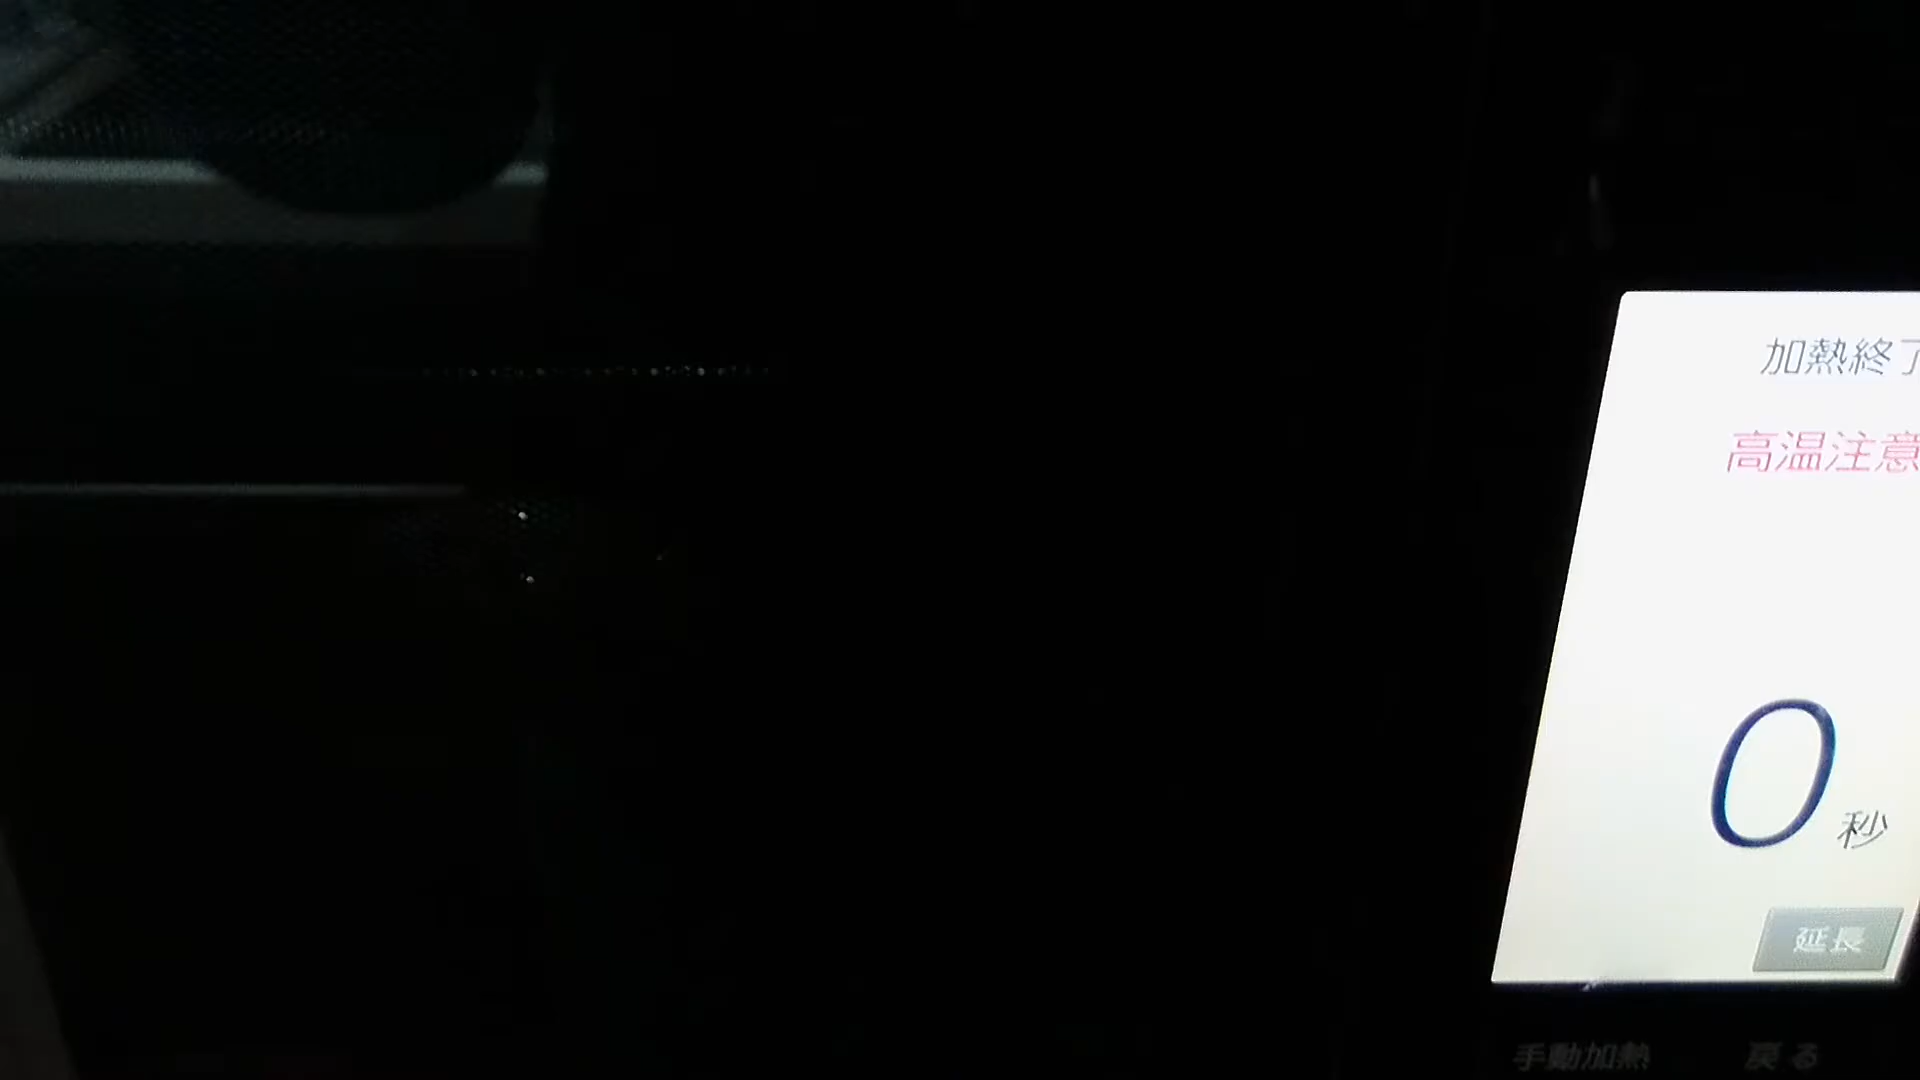 加熱終了
高温注意
0秒
延長
手動加熱 戻る